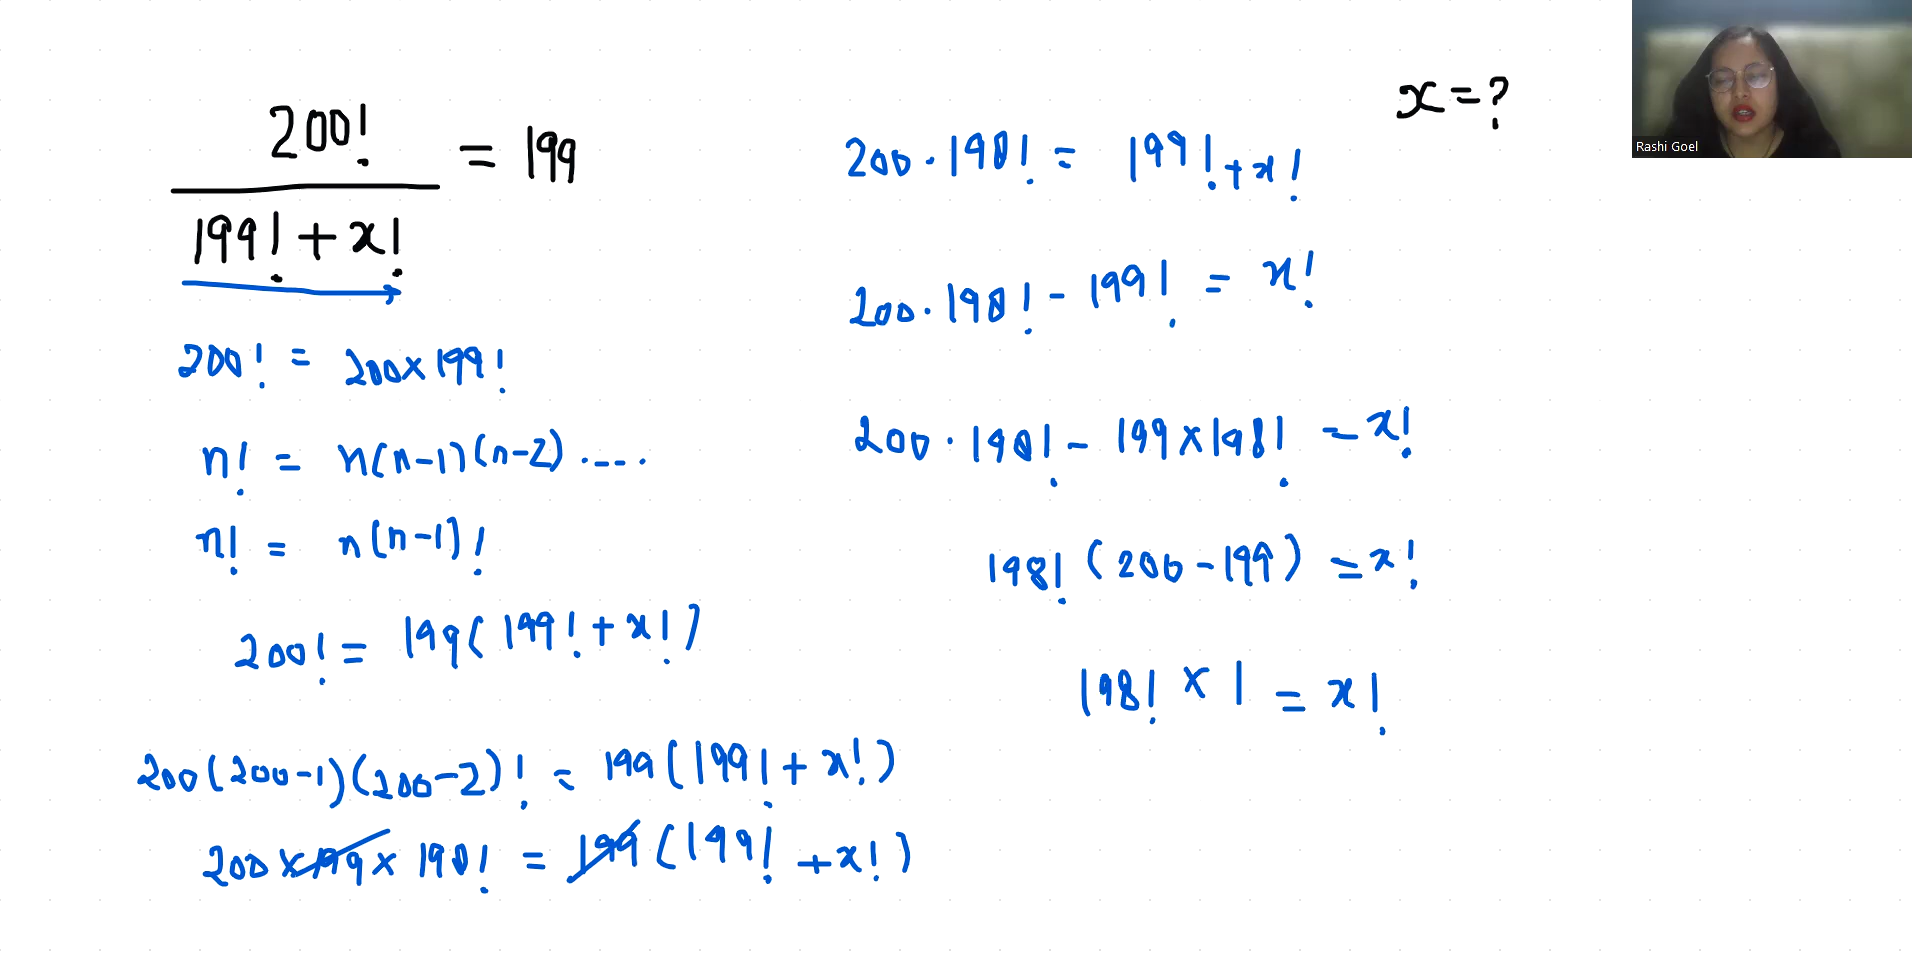 200!
= 199
199! + x!
200! = 200 × 199!
n! = n(n-1)(n-2) .----.
n! = n(n-1)!
200! = 199(199! + x!)
200(200-1)(200-2)! = 199(199! + x!)
200 × 199 × 198! = 199(199! + x!)
200 · 198! = 199! + x!
200 · 198! - 199! = x!
200 · 198! - 199 × 198! = x!
198! (200 - 199) = x!
198! × 1 = x!
x = ?
Rashi Goel